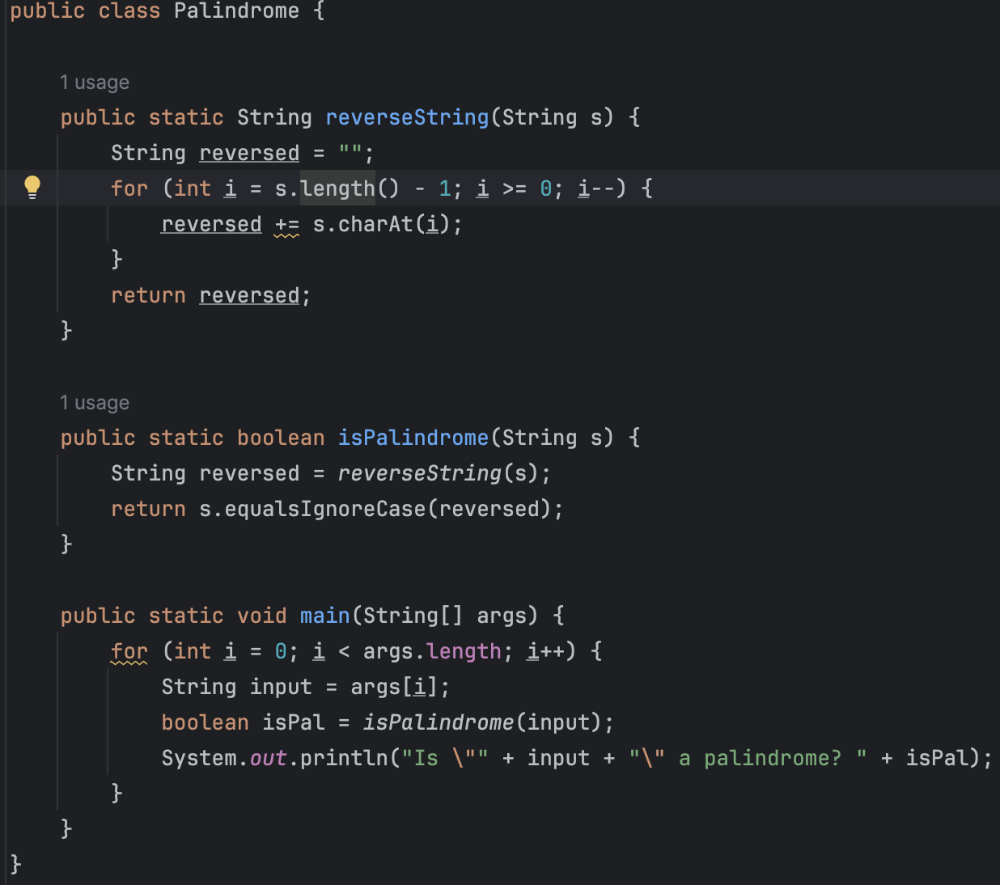 public class Palindrome {
1 usage
public static String reverseString(String s) {
String reversed = "";
for (int i = s.length() - 1; i >= 0; i--) {
reversed += s.charAt(i);
}
return reversed;
}
1 usage
public static boolean isPalindrome(String s) {
String reversed = reverseString(s);
return s.equalsIgnoreCase(reversed);
}
public static void main(String[] args) {
for (int i = 0; i < args.length; i++) {
String input = args[i];
boolean isPal = isPalindrome(input);
System.out.println("Is \"" + input + "\" a palindrome? " + isPal);
}
}
}